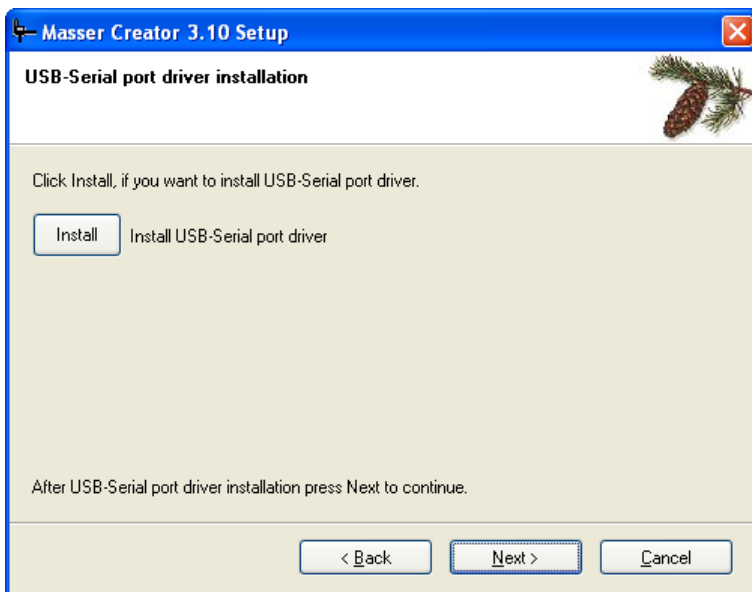 Masser Creator 3.10 Setup
USB-Serial port driver installation
Click Install, if you want to install USB-Serial port driver.
Install Install USB-Serial port driver
After USB-Serial port driver installation press Next to continue.
< Back Next > Cancel